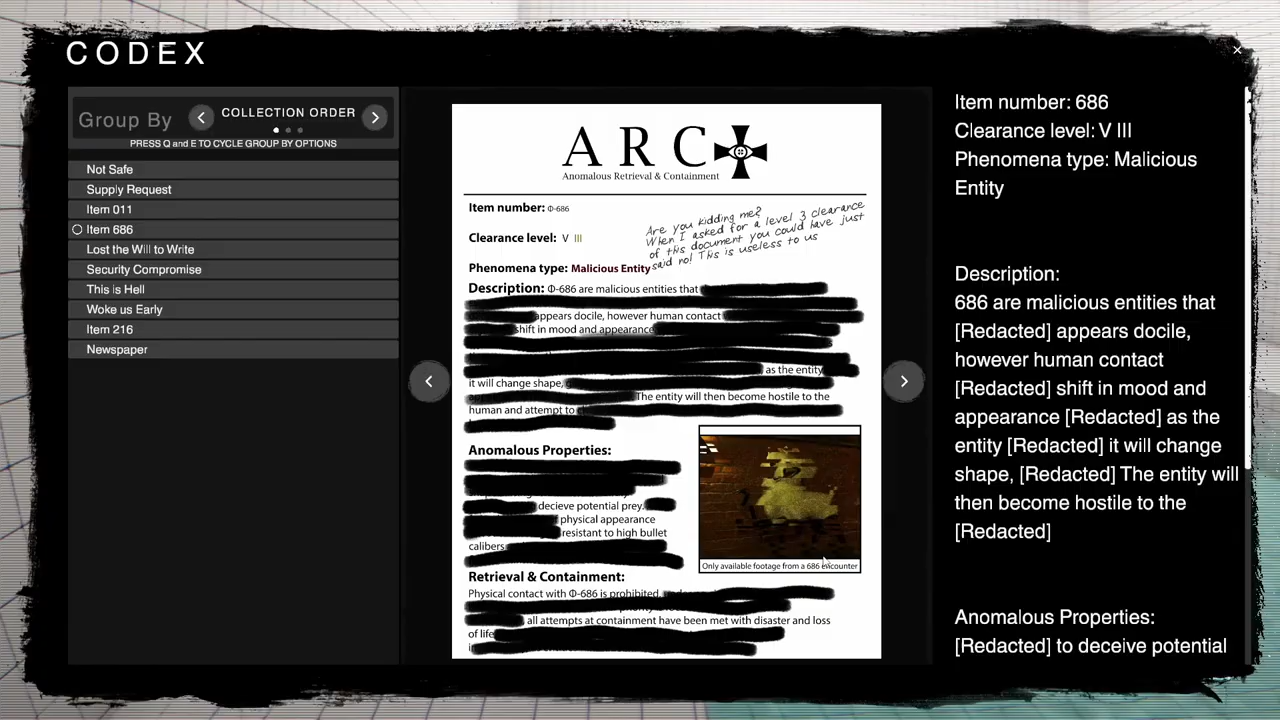 CODEX
Group By
COLLECTION ORDER
PRESS Q and E TO CYCLE GROUP BY OPTIONS
Not Safe
Supply Request
Item 01
Item 686
Lost the Will to Write
Security Compromise
This is Hell
Woke us Early
Item 216
Newspaper
ARC
Anomalous Retrieval & Containment
Item number:
Are you kidding me?
when I asked for a level 3 clearance
of this document you could have just
said no! This is useless to us
Clearance level: III
Phenomena type: Malicious Entity
Description: Φ-686 are malicious entities that
appears docile, however human contact
shift in mood and appearance
as the entity
it will change shape,
The entity will then become hostile to the
human and attempt
Anomalous Properties:
decieve potential prey.
physical appearance
resistant to high bullet
calibers
Only available footage from a 686 encounter
Retrieval & Containment:
Physical contact with Φ-686 is prohibited,
all attempts at containment have been met with disaster and loss
of life
Item number: 686
Clearance level: V III
Phenomena type: Malicious
Entity
Description:
686 are malicious entities that
[Redacted] appears docile,
however human contact
[Redacted] shift in mood and
appearance [Redacted] as the
entity [Redacted] it will change
shape, [Redacted] The entity will
then become hostile to the
[Redacted]
Anomalous Properties:
[Redacted] to deceive potential